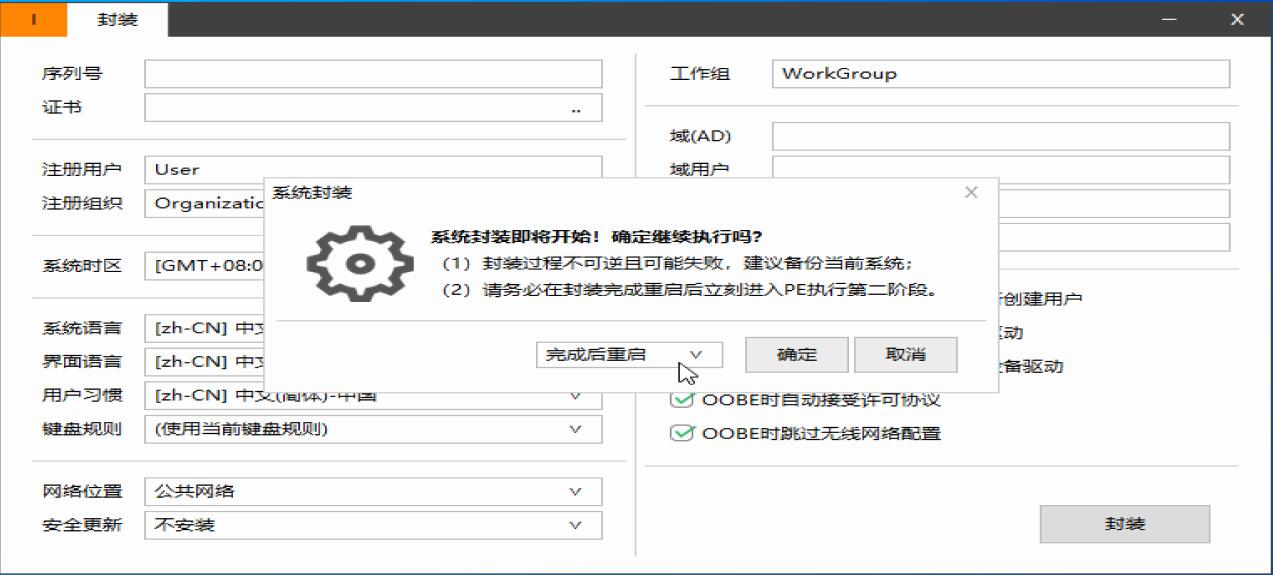 I 封装
序列号
证书 ..
注册用户 User
注册组织 Organizatio
系统时区 [GMT+08:0
系统语言 [zh-CN] 中文
界面语言 [zh-CN] 中文
用户习惯 [zh-CN] 中文(简体)-中国
键盘规则 (使用当前键盘规则)
网络位置 公共网络
安全更新 不安装
工作组 WorkGroup
域(AD)
域用户
系统封装
系统封装即将开始！确定继续执行吗?
(1) 封装过程不可逆且可能失败，建议备份当前系统；
(2) 请务必在封装完成重启后立刻进入PE执行第二阶段。
完成后重启 确定 取消
创建用户
驱动
备驱动
OOBE时自动接受许可协议
OOBE时跳过无线网络配置
封装